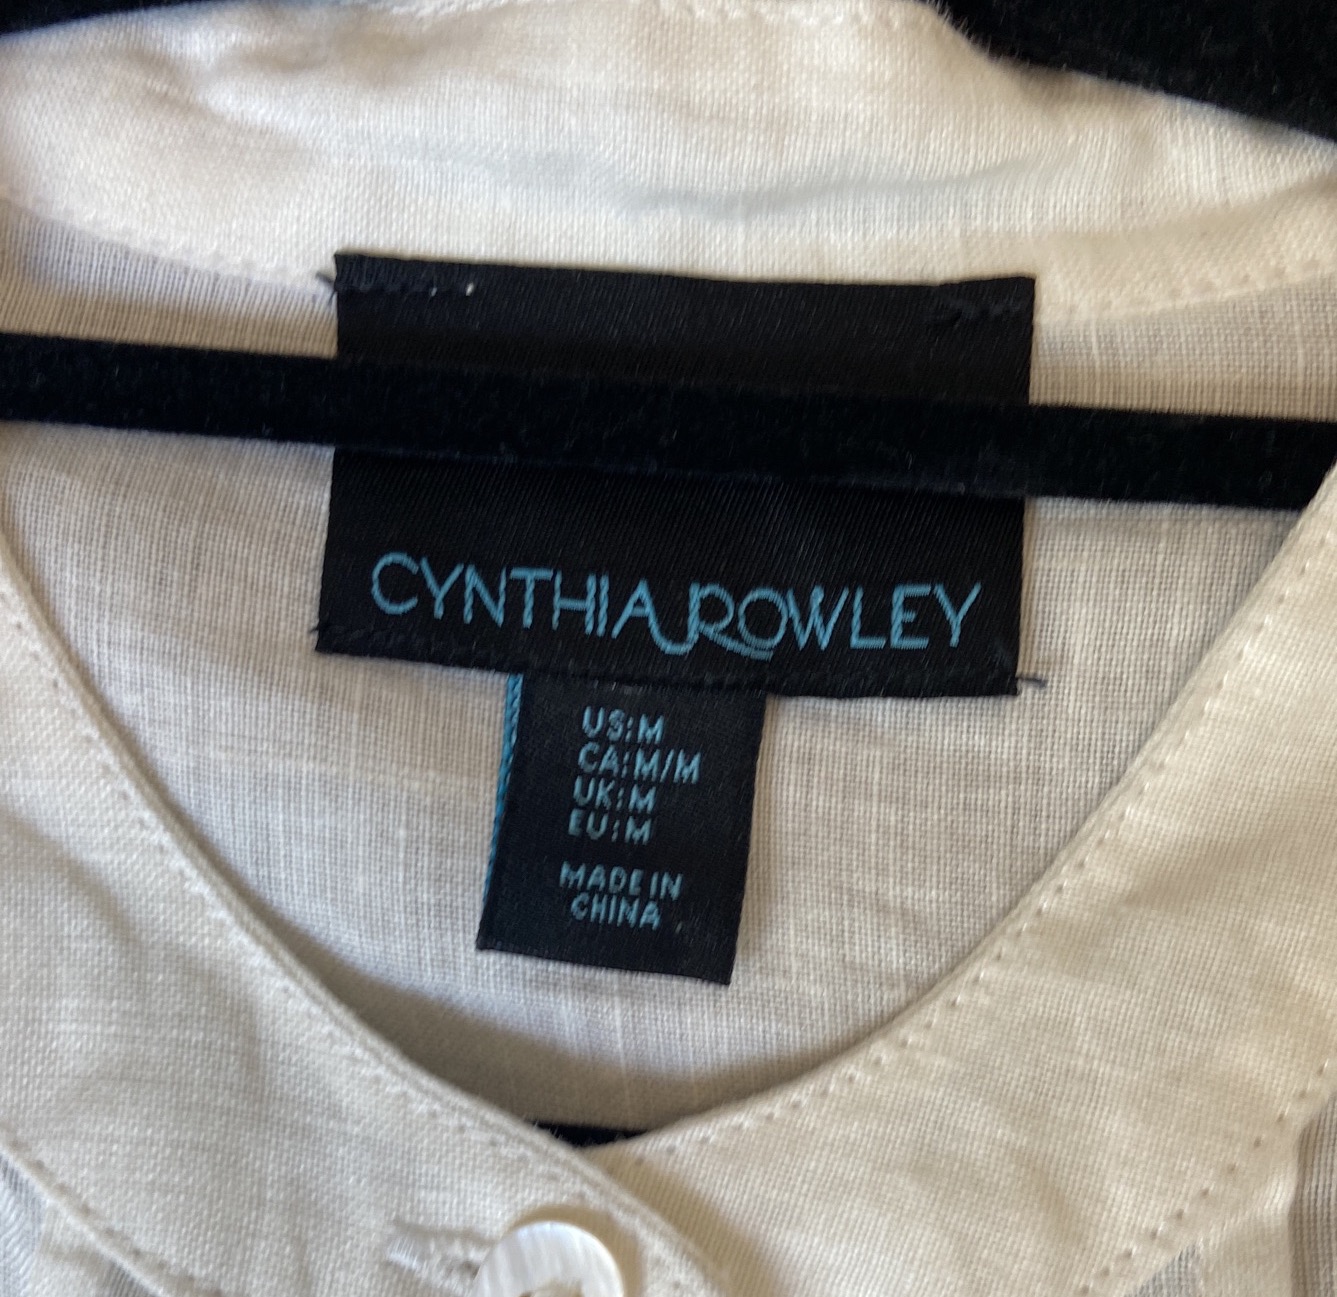 CYNTHIA ROWLEY
US:M
CA:M/M
UK:M
EU:M
MADE IN
CHINA